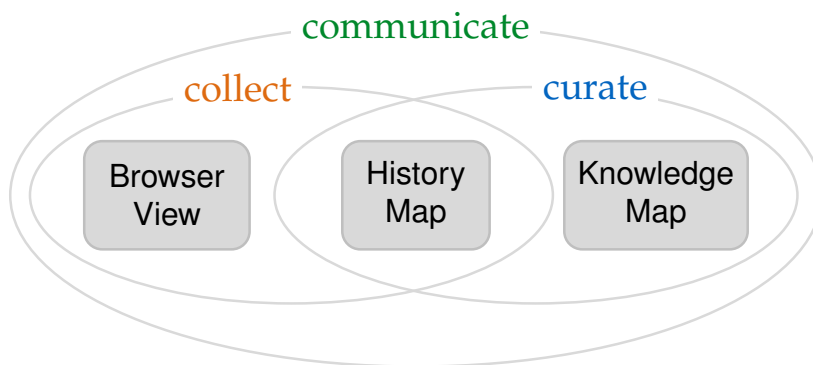 communicate
collect
curate
Browser
View
History
Map
Knowledge
Map